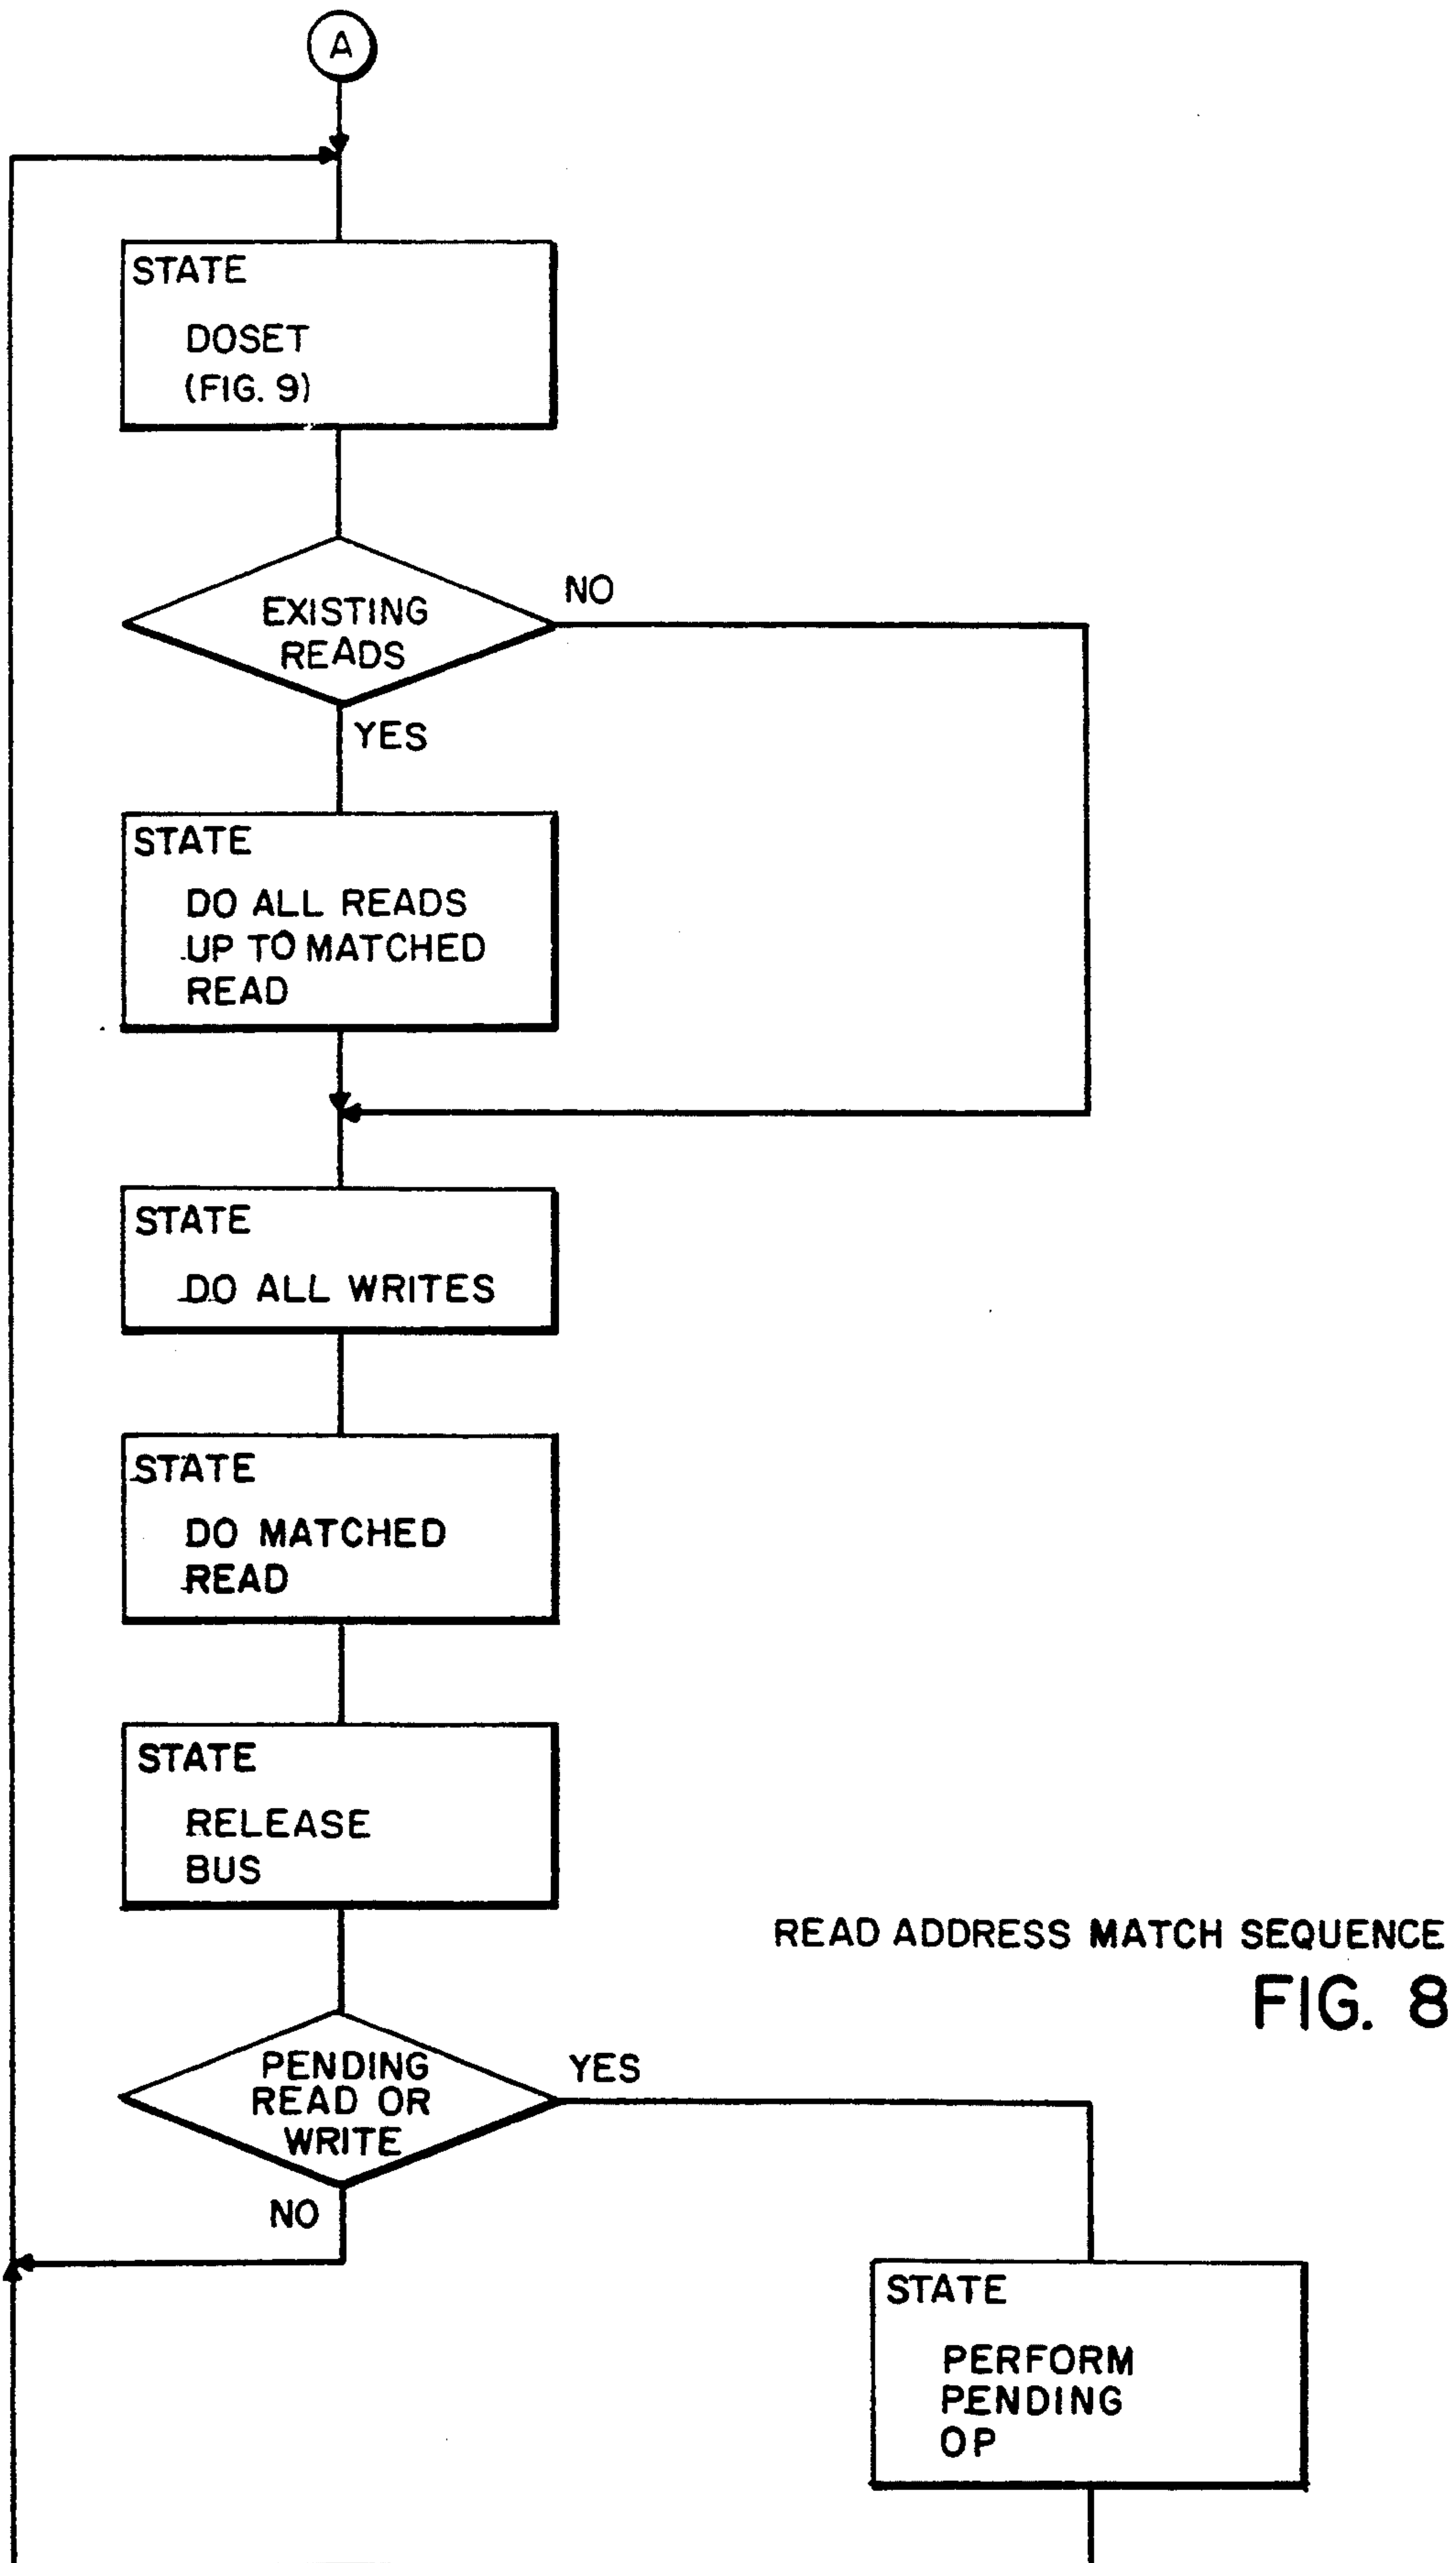 A
STATE
DOSET
(FIG. 9)
EXISTING
READS
NO
YES
STATE
DO ALL READS
UP TO MATCHED
READ
STATE
DO ALL WRITES
STATE
DO MATCHED
READ
STATE
RELEASE
BUS
READ ADDRESS MATCH SEQUENCE
FIG. 8
PENDING
READ OR
WRITE
YES
NO
STATE
PERFORM
PENDING
OP